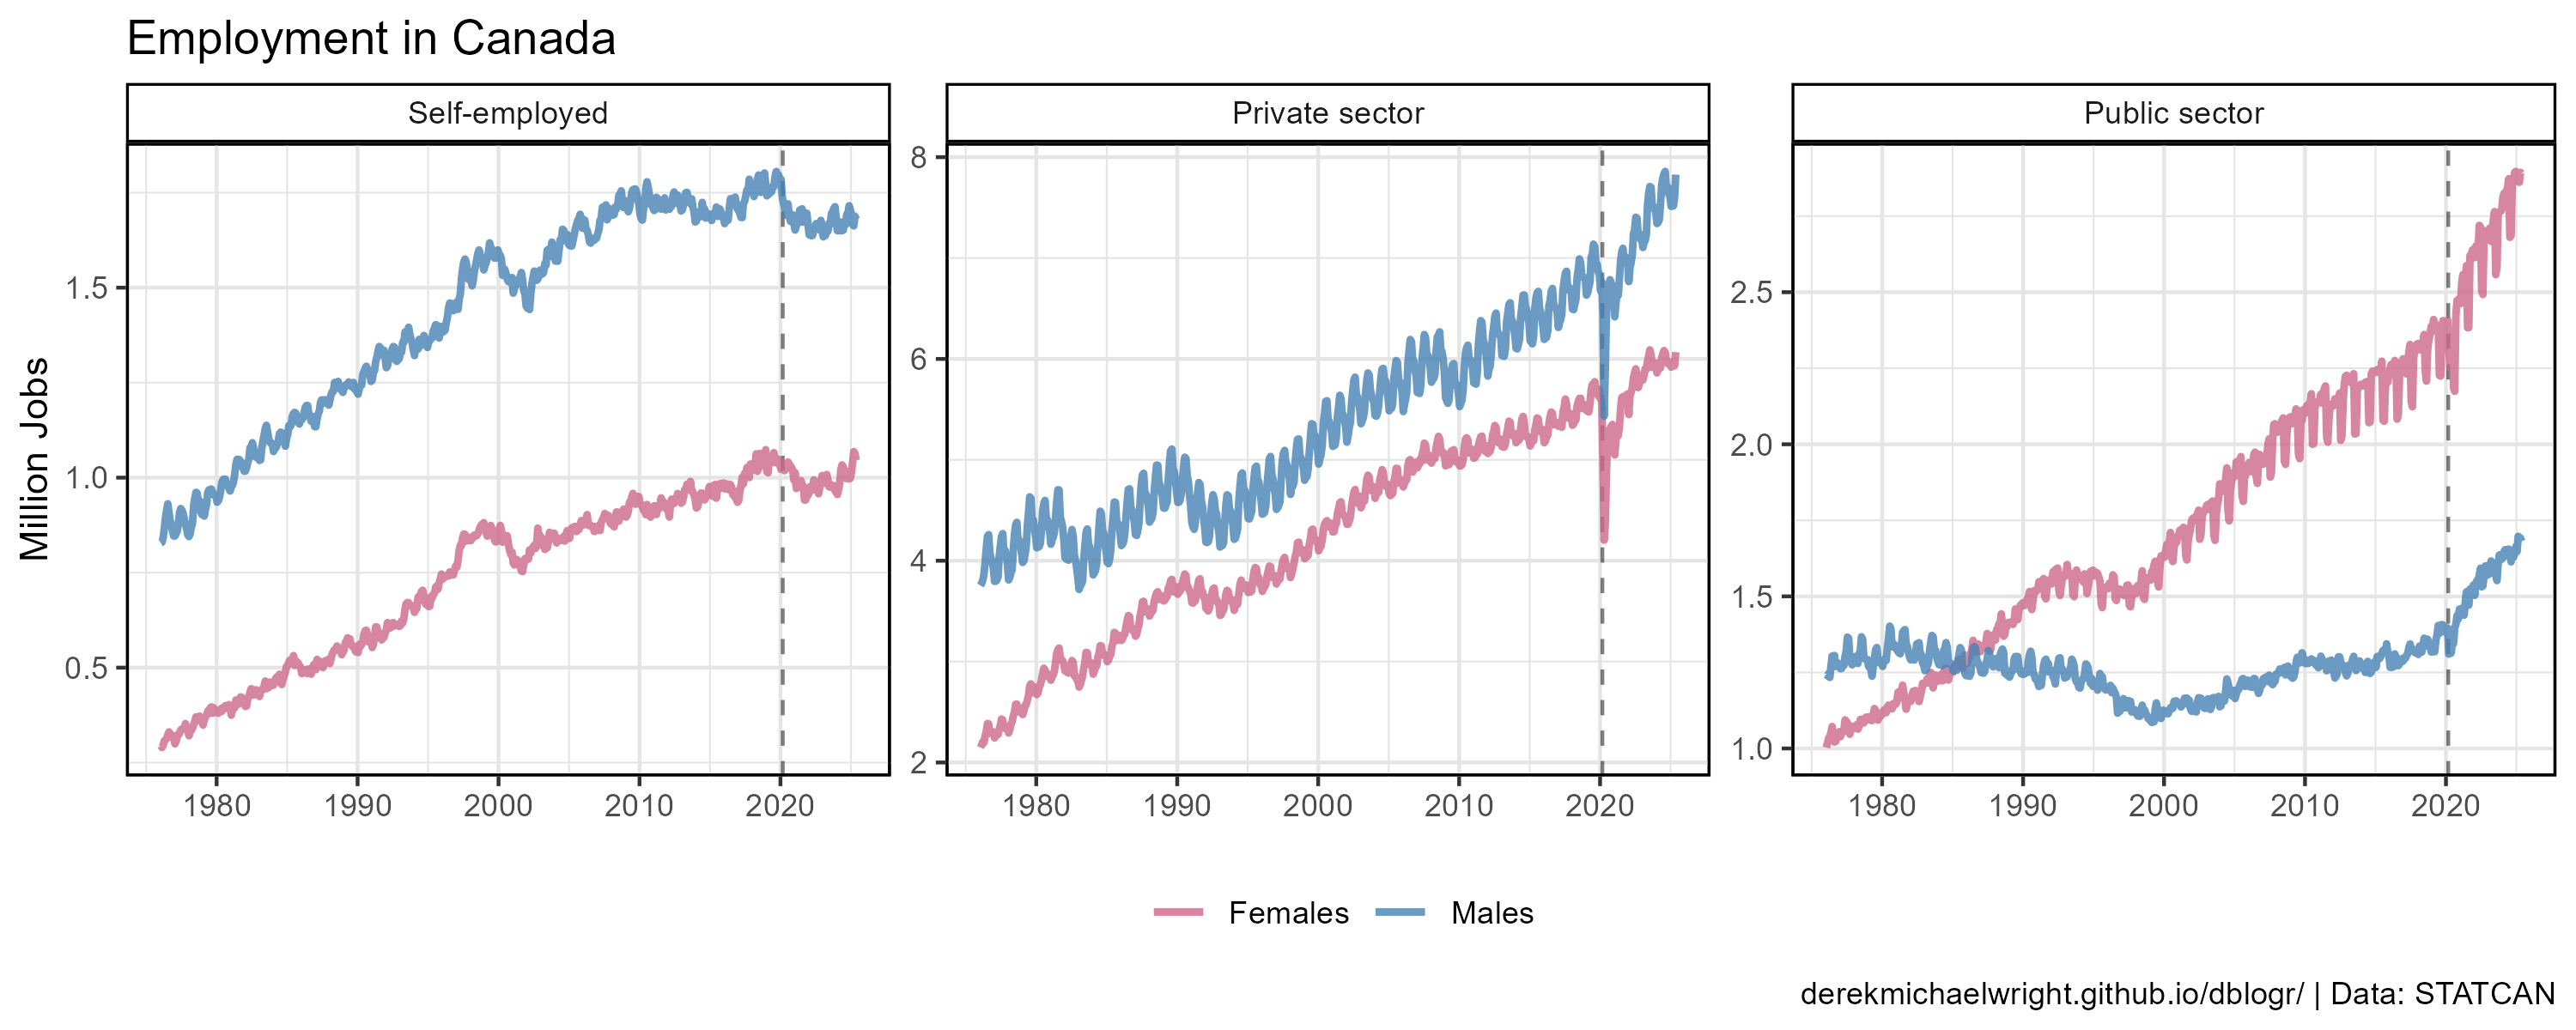 Employment in Canada
Self-employed
Private sector
Public sector
Million Jobs
1.5
1.0
0.5
8
6
4
2
2.5
2.0
1.5
1.0
1980 1990 2000 2010 2020
1980 1990 2000 2010 2020
1980 1990 2000 2010 2020
Females Males
derekmichaelwright.github.io/dblogr/ | Data: STATCAN